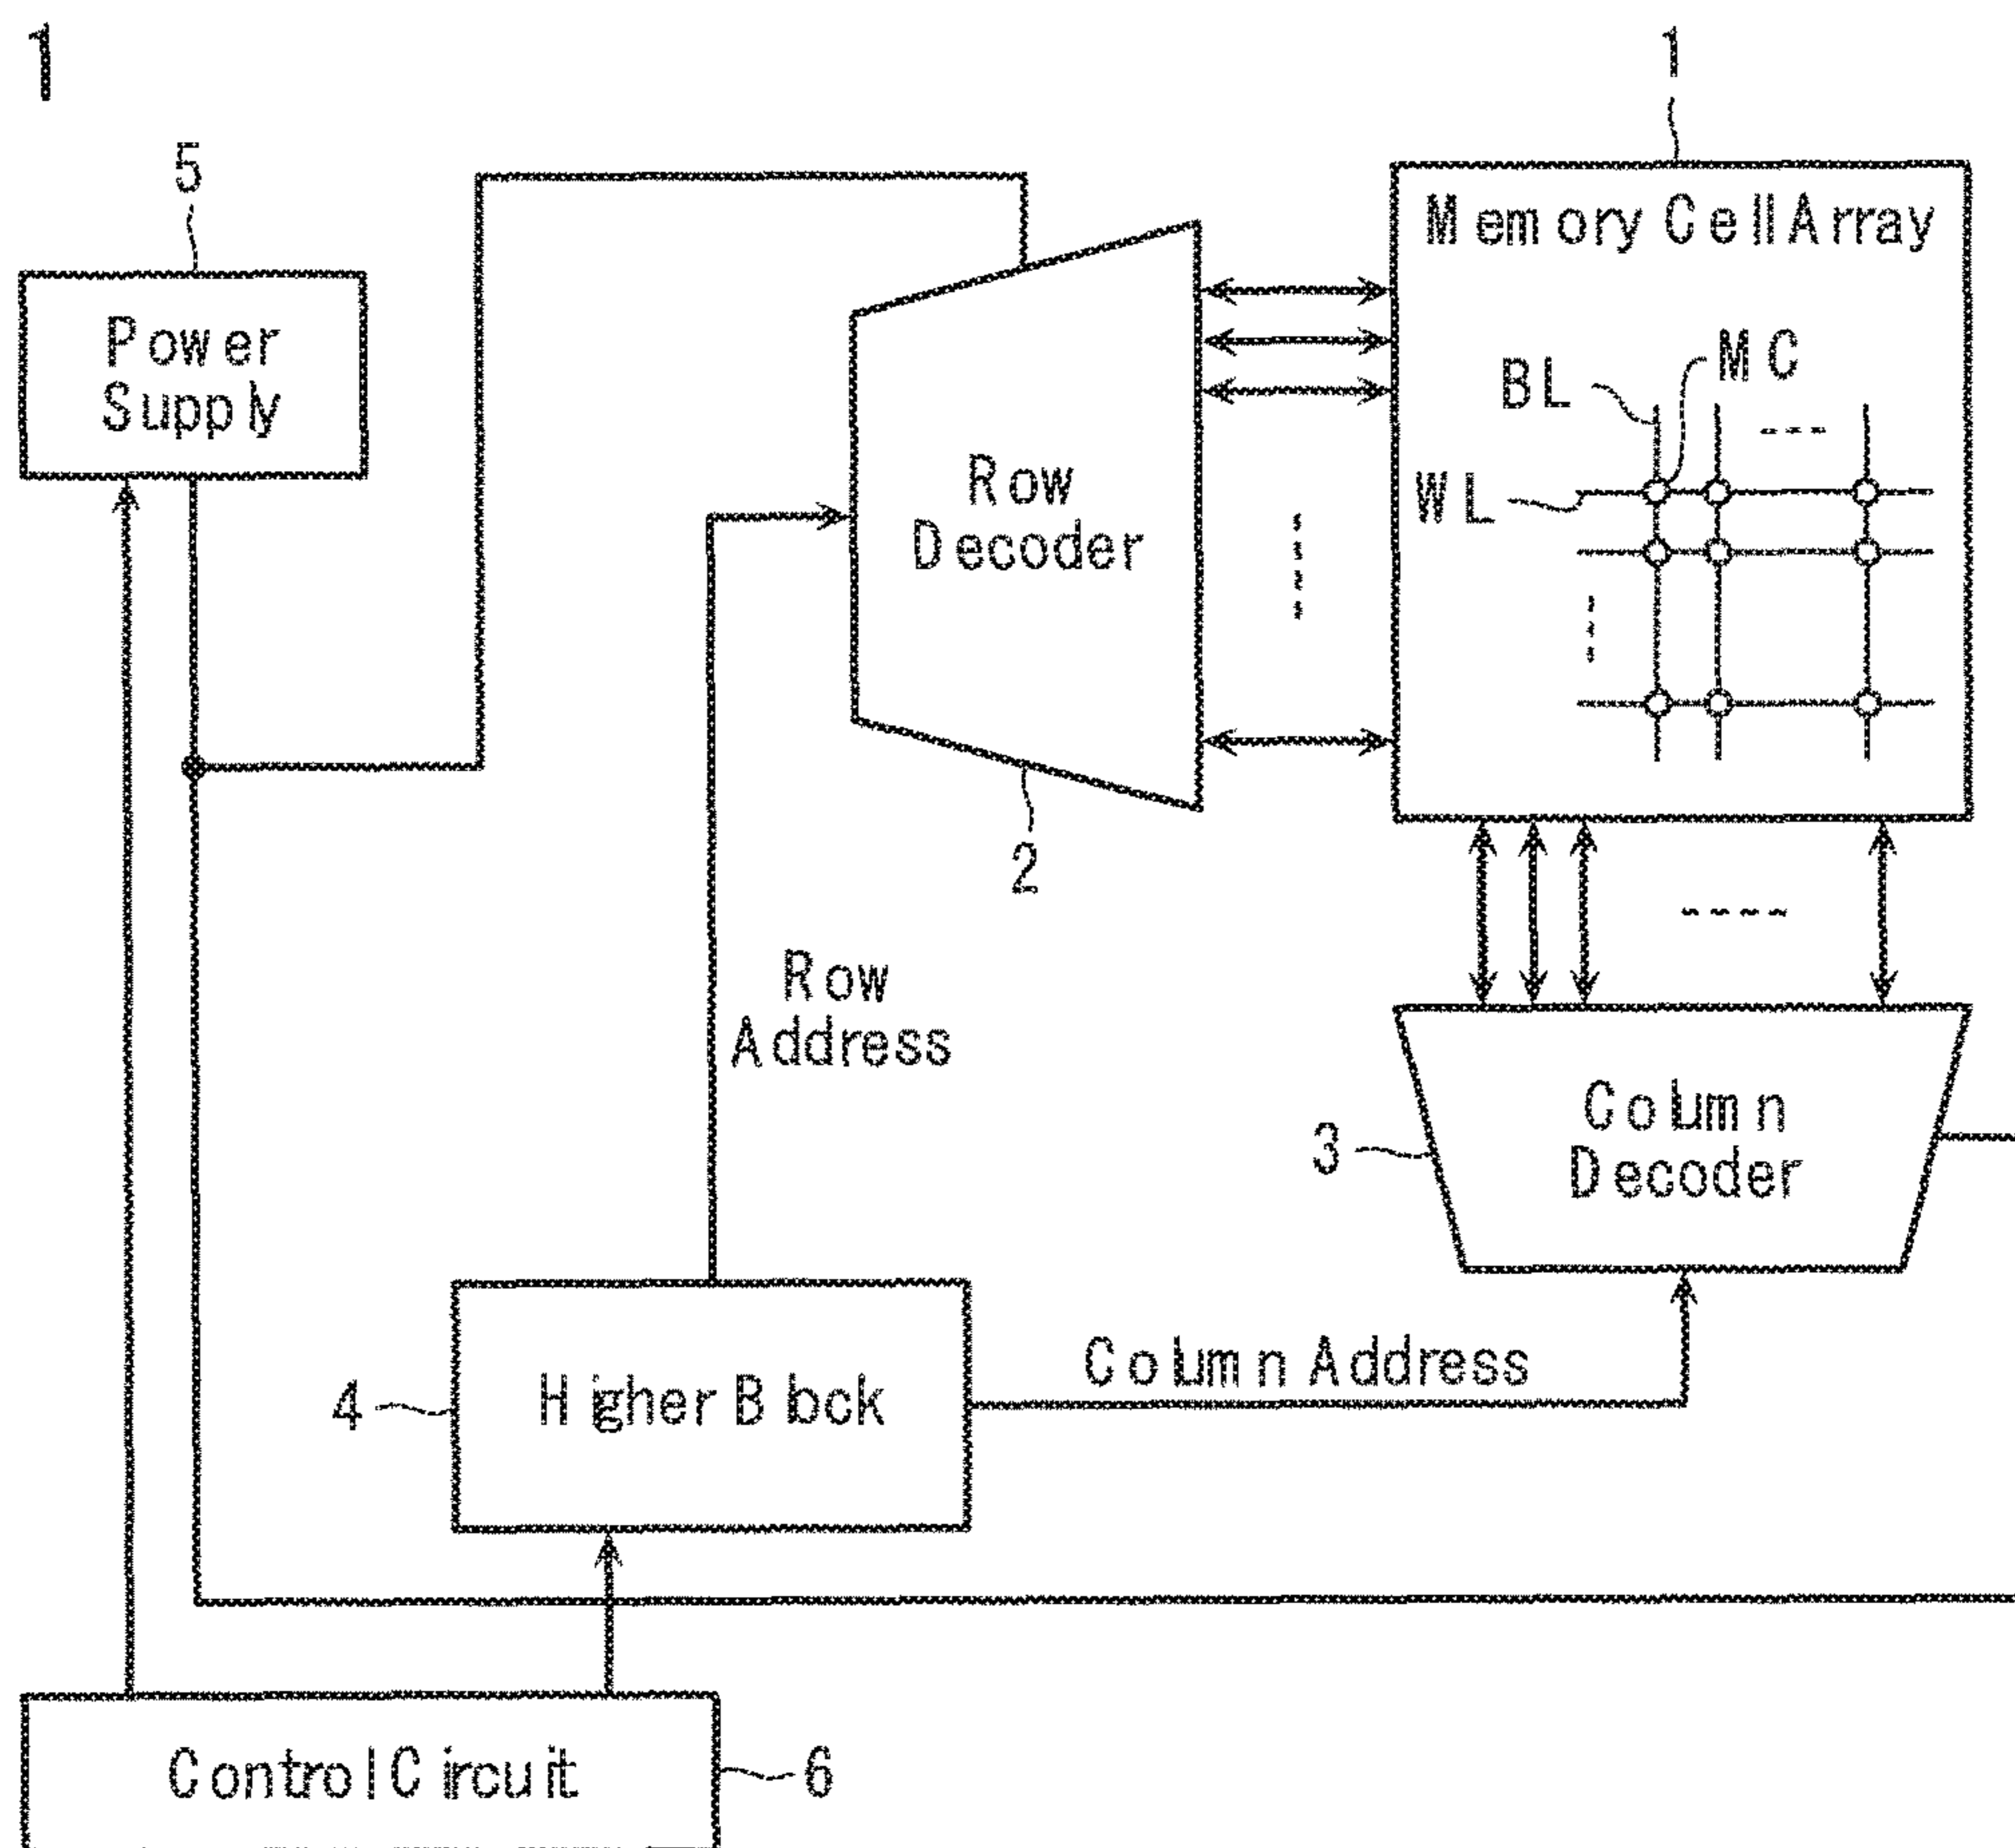 1
1
5
Memory Cell Array
Power
Supply
MC
BL
WL
Row
Decoder
2
Row
Address
Column
Decoder
3
Column Address
4
Higher Block
Control Circuit
6